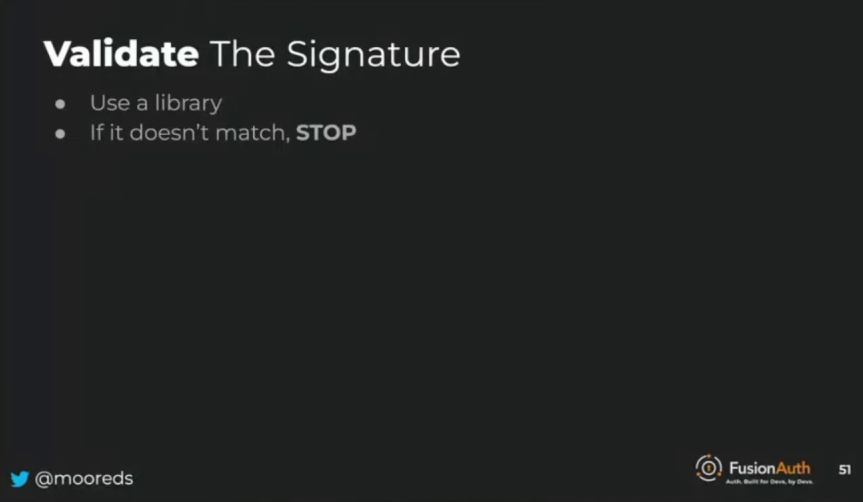 Validate The Signature
● Use a library
● If it doesn't match, STOP
@mooreds
FusionAuth
Auth. Built for Devs, by Devs.
51